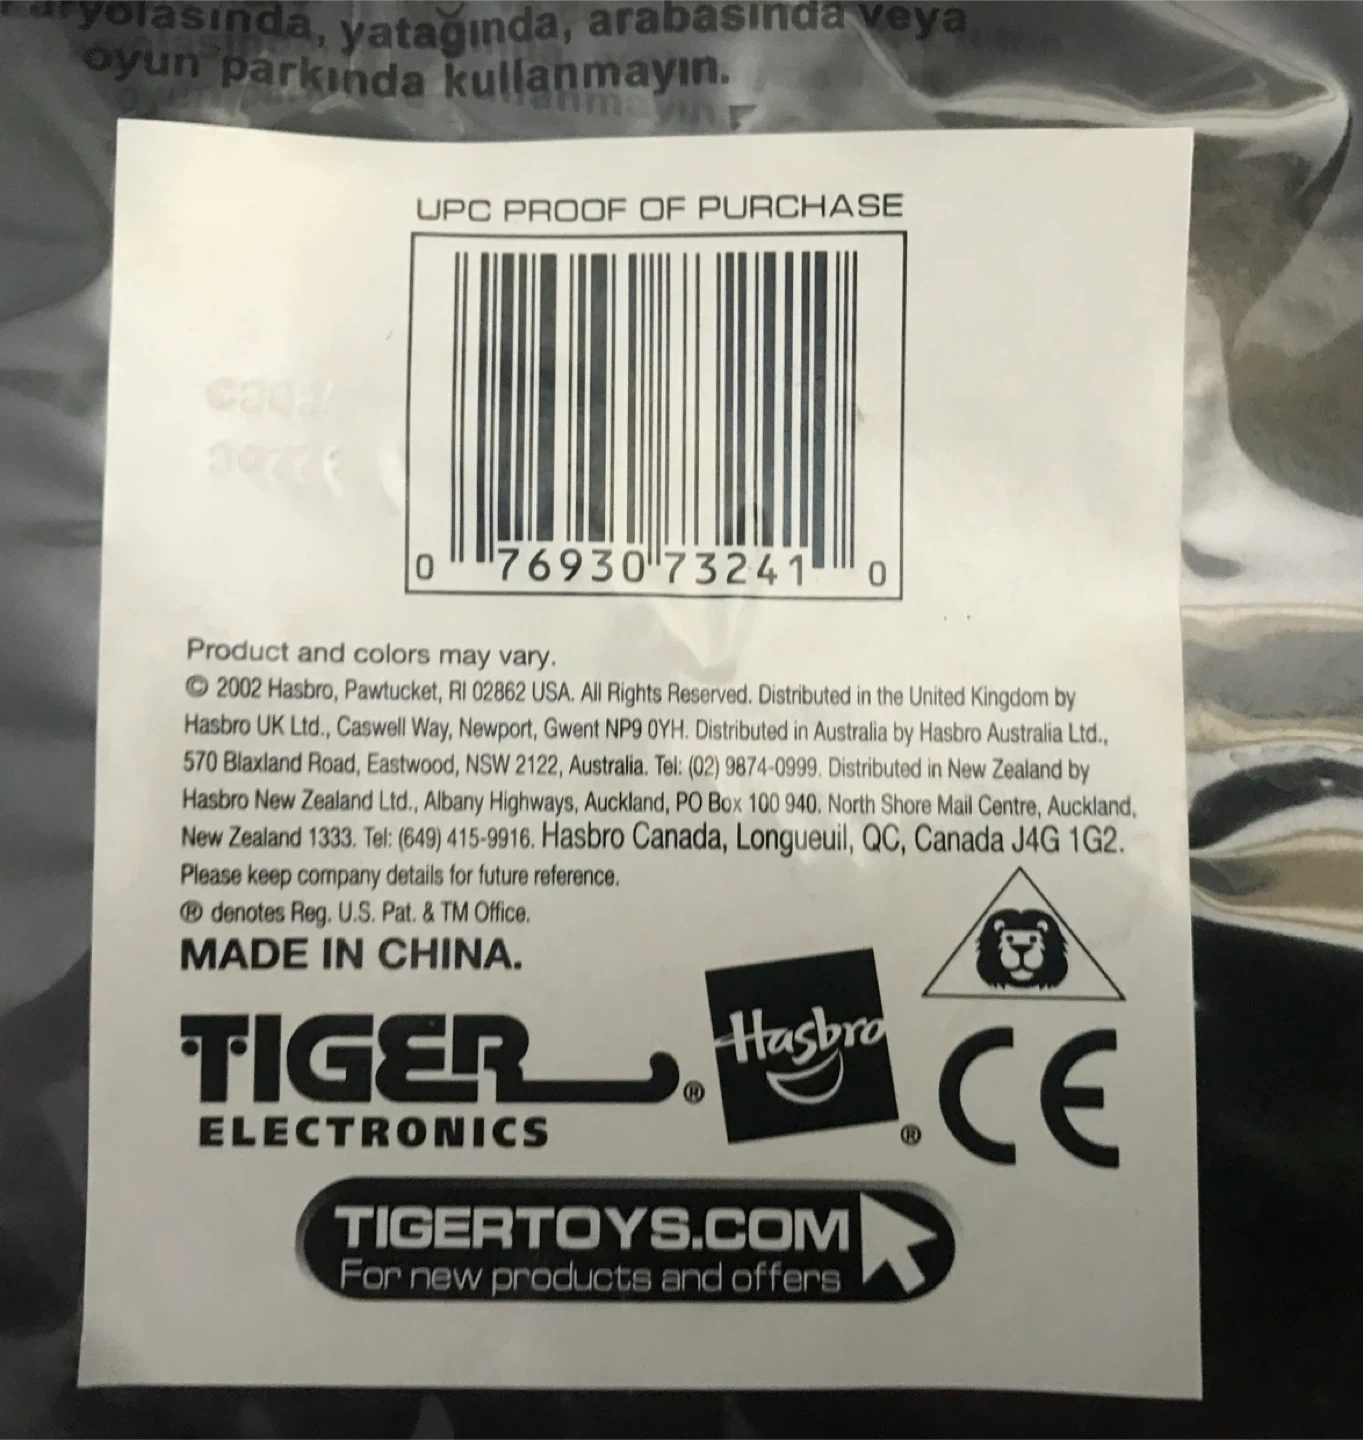 yatağında, arabasında veya
oyun parkında kullanmayın.
UPC PROOF OF PURCHASE
0 76930 73241 0
Product and colors may vary.
© 2002 Hasbro, Pawtucket, RI 02862 USA. All Rights Reserved. Distributed in the United Kingdom by
Hasbro UK Ltd., Caswell Way, Newport, Gwent NP9 0YH. Distributed in Australia by Hasbro Australia Ltd.,
570 Blaxland Road, Eastwood, NSW 2122, Australia. Tel: (02) 9874-0999. Distributed in New Zealand by
Hasbro New Zealand Ltd., Albany Highways, Auckland, PO Box 100 940. North Shore Mail Centre, Auckland,
New Zealand 1333. Tel: (649) 415-9916. Hasbro Canada, Longueuil, QC, Canada J4G 1G2.
Please keep company details for future reference.
® denotes Reg. U.S. Pat. & TM Office.
MADE IN CHINA.
TIGER ®
ELECTRONICS
Hasbro ®
CE
TIGERTOYS.COM
For new products and offers